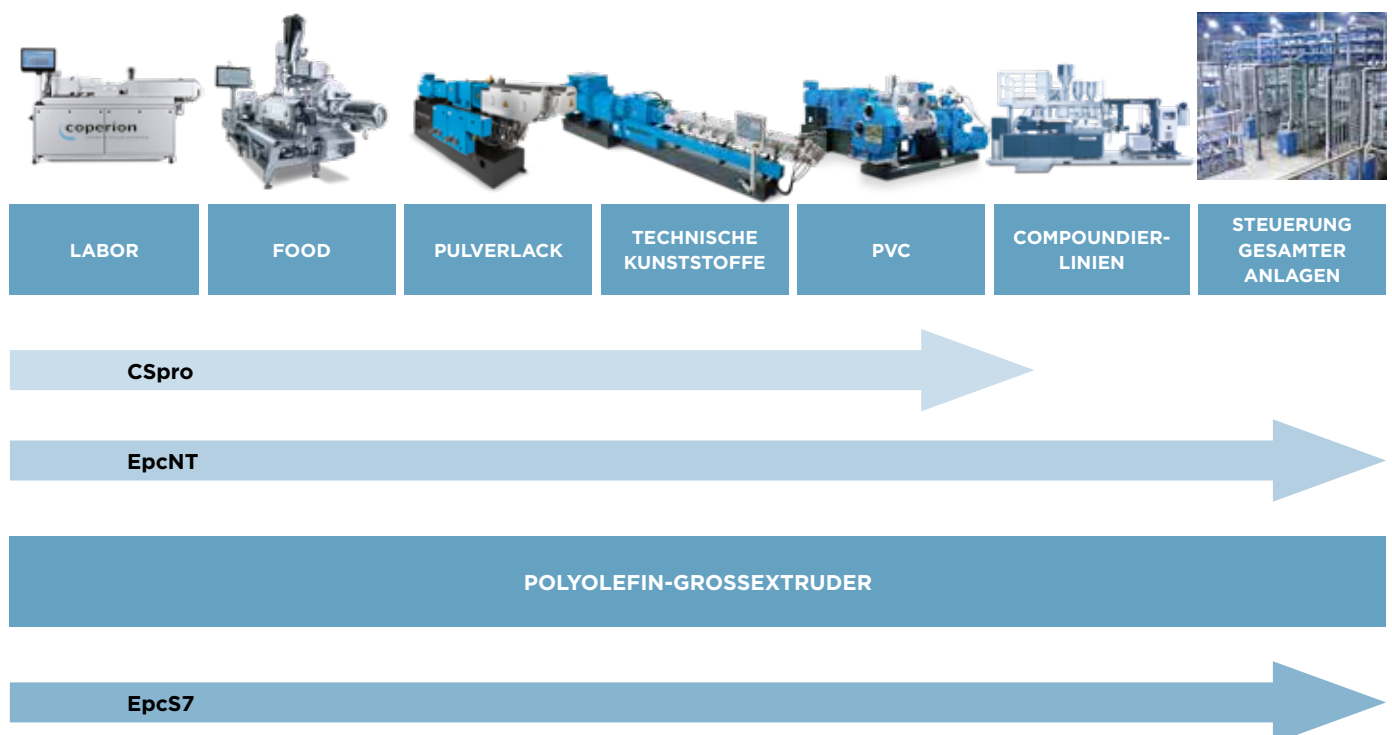 coperion
LABOR
FOOD
PULVERLACK
TECHNISCHE
KUNSTSTOFFE
PVC
COMPOUNDIER-
LINIEN
STEUERUNG
GESAMTER
ANLAGEN
CSpro
EpcNT
POLYOLEFIN-GROSSEXTRUDER
EpcS7